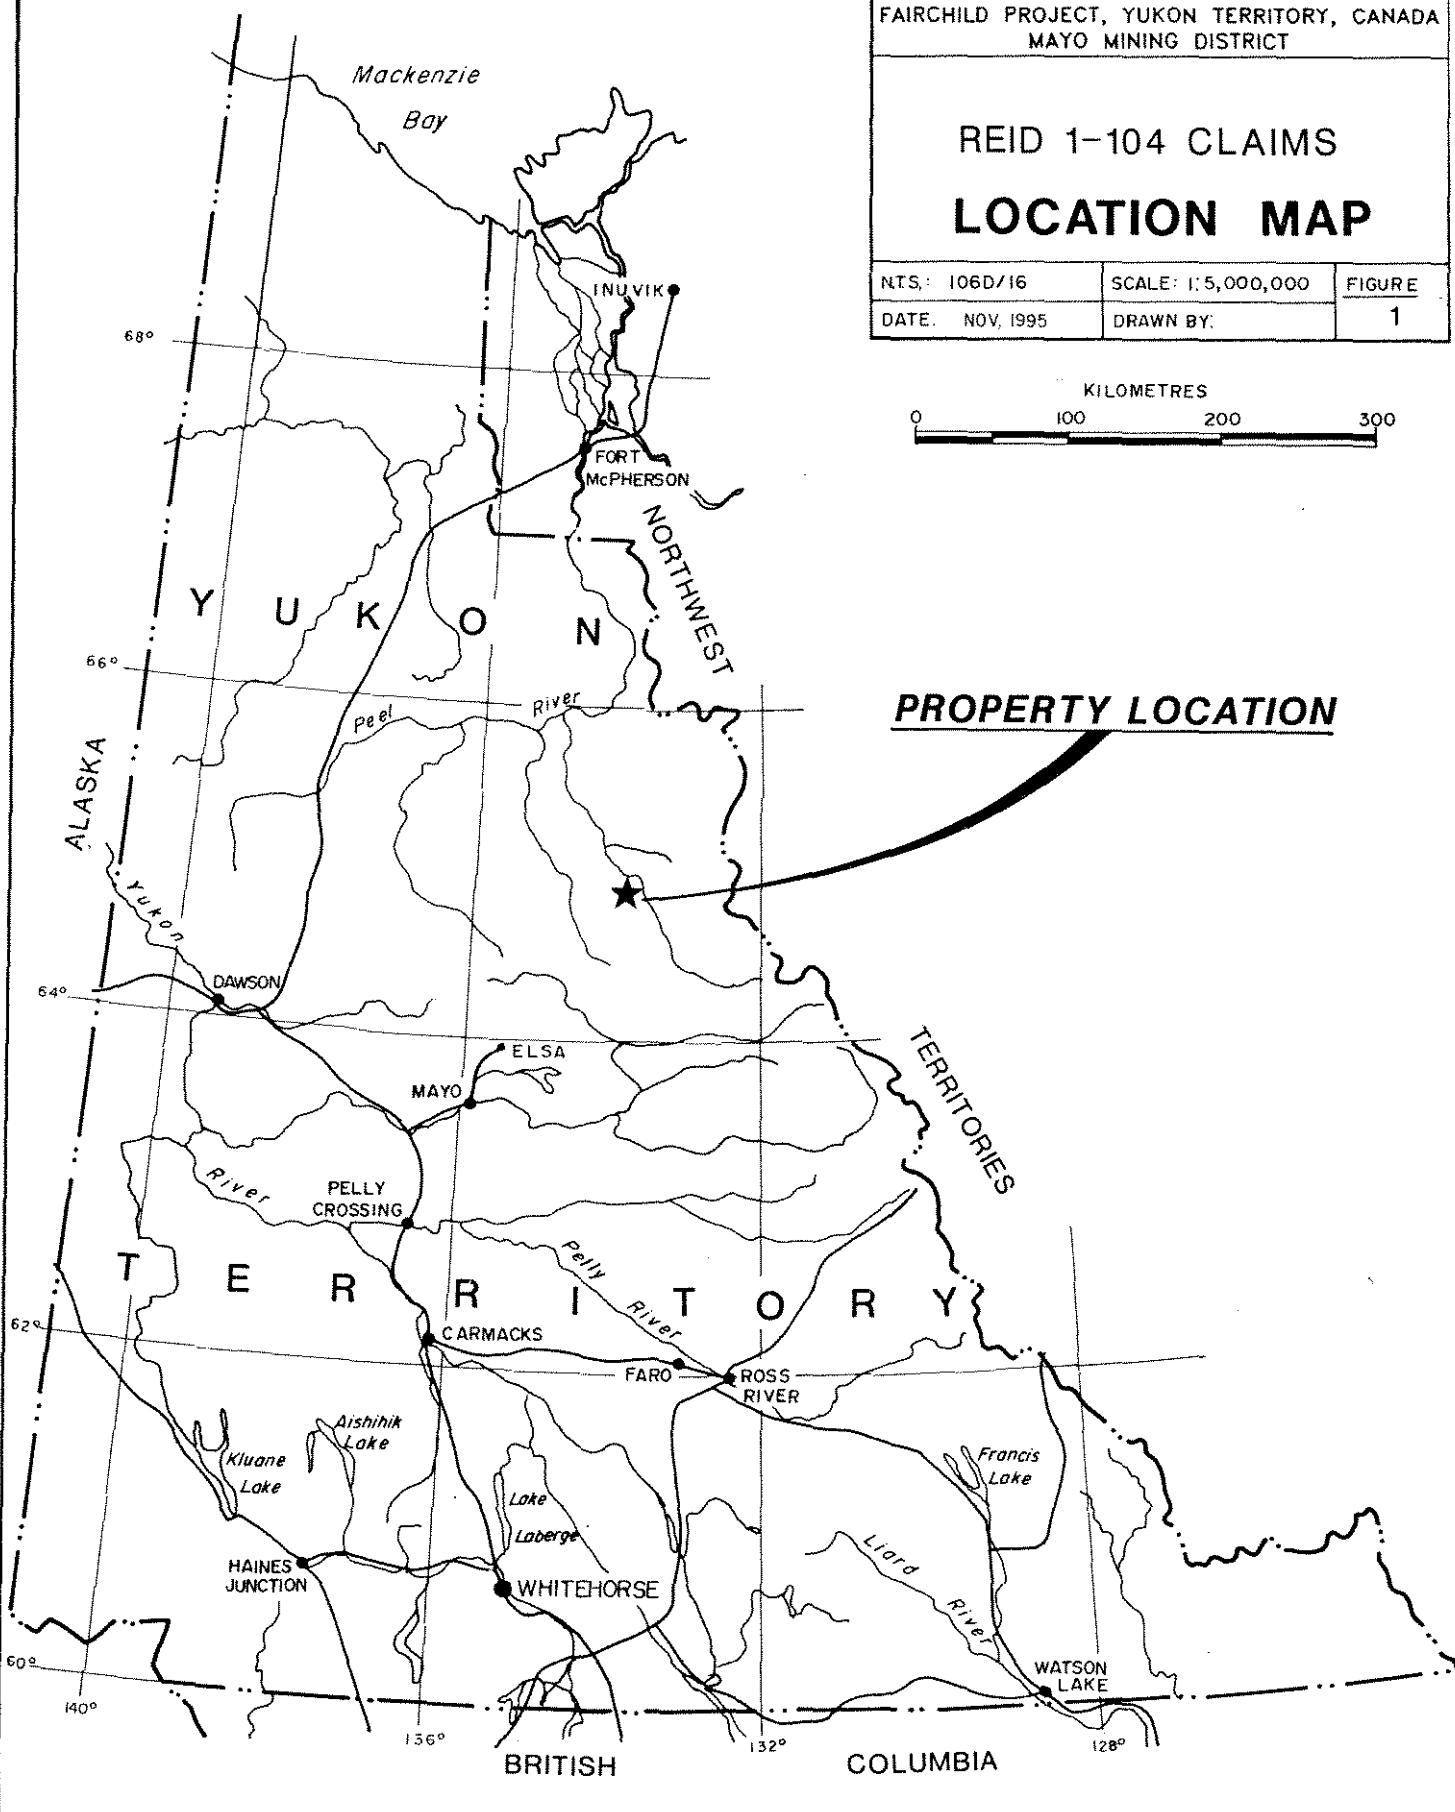 FAIRCHILD PROJECT, YUKON TERRITORY, CANADA
MAYO MINING DISTRICT
REID 1-104 CLAIMS
LOCATION MAP
N.T.S.: 106D/16
SCALE: 1:5,000,000
FIGURE
1
DATE. NOV, 1995
DRAWN BY:
KILOMETRES
0 100 200 300
Mackenzie
Bay
INUVIK
68°
FORT
McPHERSON
NORTHWEST
YUKON
66°
Peel
River
PROPERTY LOCATION
ALASKA
Yukon
DAWSON
64°
ELSA
MAYO
TERRITORIES
River
PELLY
CROSSING
Pelly
River
TERRITORY
62°
CARMACKS
FARO
ROSS
RIVER
Aishihik
Lake
Kluane
Lake
Francis
Lake
Lake
Laberge
Liard
River
HAINES
JUNCTION
WHITEHORSE
60°
WATSON
LAKE
140°
136°
132°
128°
BRITISH
COLUMBIA